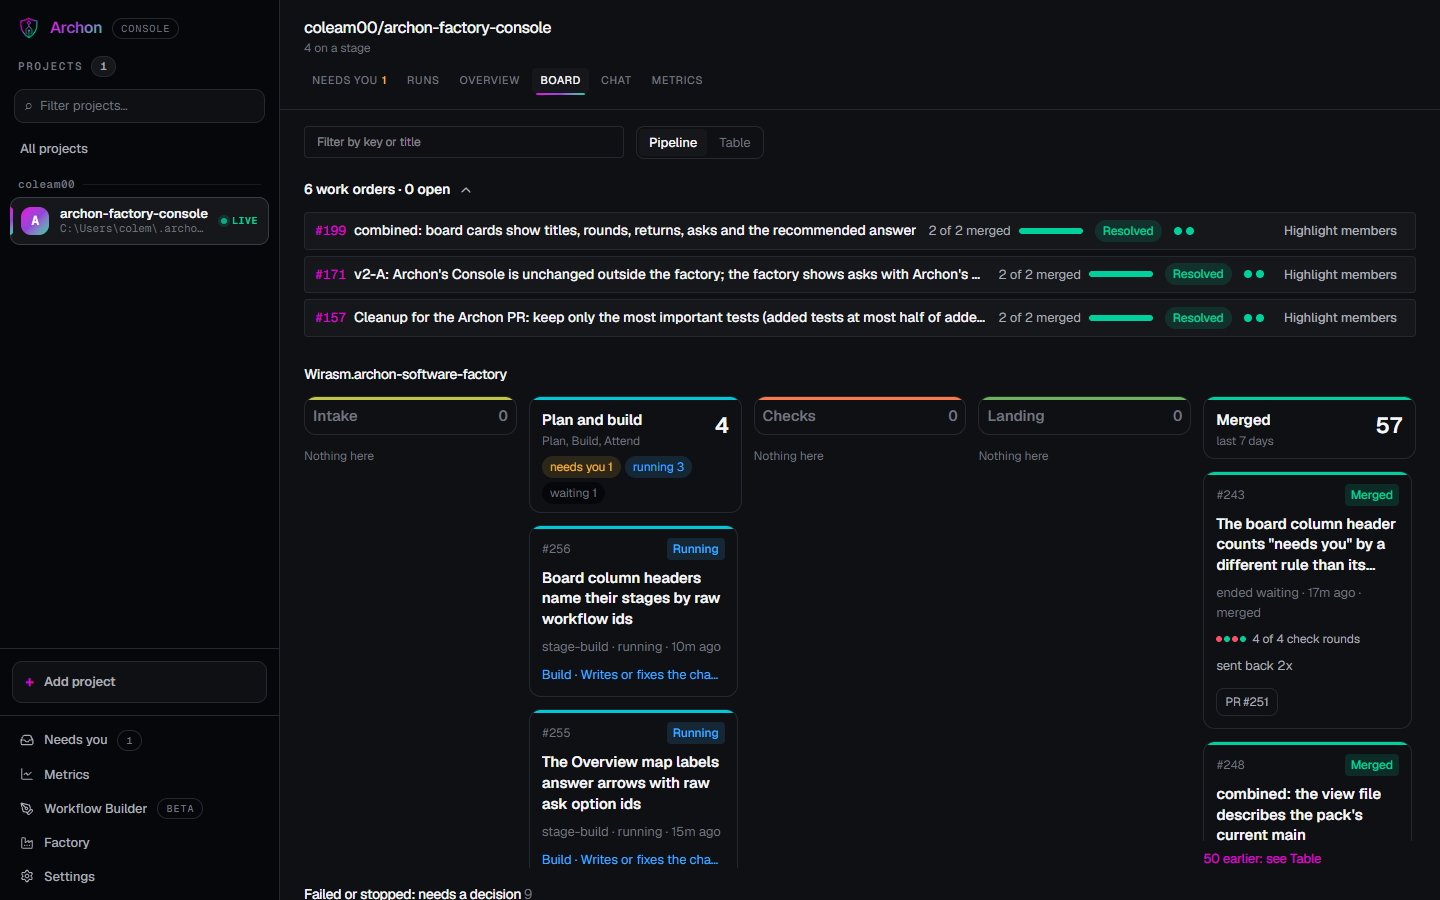 Archon CONSOLE
PROJECTS 1
Filter projects...
All projects
coleam00
A archon-factory-console LIVE
C:\Users\colem\.archo...
Add project
Needs you 1
Metrics
Workflow Builder BETA
Factory
Settings
coleam00/archon-factory-console
4 on a stage
NEEDS YOU 1 RUNS OVERVIEW BOARD CHAT METRICS
Filter by key or title
Pipeline Table
6 work orders · 0 open
#199 combined: board cards show titles, rounds, returns, asks and the recommended answer 2 of 2 merged Resolved Highlight members
#171 v2-A: Archon's Console is unchanged outside the factory; the factory shows asks with Archon's ... 2 of 2 merged Resolved Highlight members
#157 Cleanup for the Archon PR: keep only the most important tests (added tests at most half of adde... 2 of 2 merged Resolved Highlight members
Wirasm.archon-software-factory
Intake 0
Nothing here
Plan and build 4
Plan, Build, Attend
needs you 1 running 3
waiting 1
#256 Running
Board column headers
name their stages by raw
workflow ids
stage-build · running · 10m ago
Build · Writes or fixes the cha...
#255 Running
The Overview map labels
answer arrows with raw
ask option ids
stage-build · running · 15m ago
Build · Writes or fixes the cha...
Checks 0
Nothing here
Landing 0
Nothing here
Merged 57
last 7 days
#243 Merged
The board column header
counts "needs you" by a
different rule than its...
ended waiting · 17m ago ·
merged
4 of 4 check rounds
sent back 2x
PR #251
#248 Merged
combined: the view file
describes the pack's
current main
50 earlier: see Table
Failed or stopped: needs a decision 9